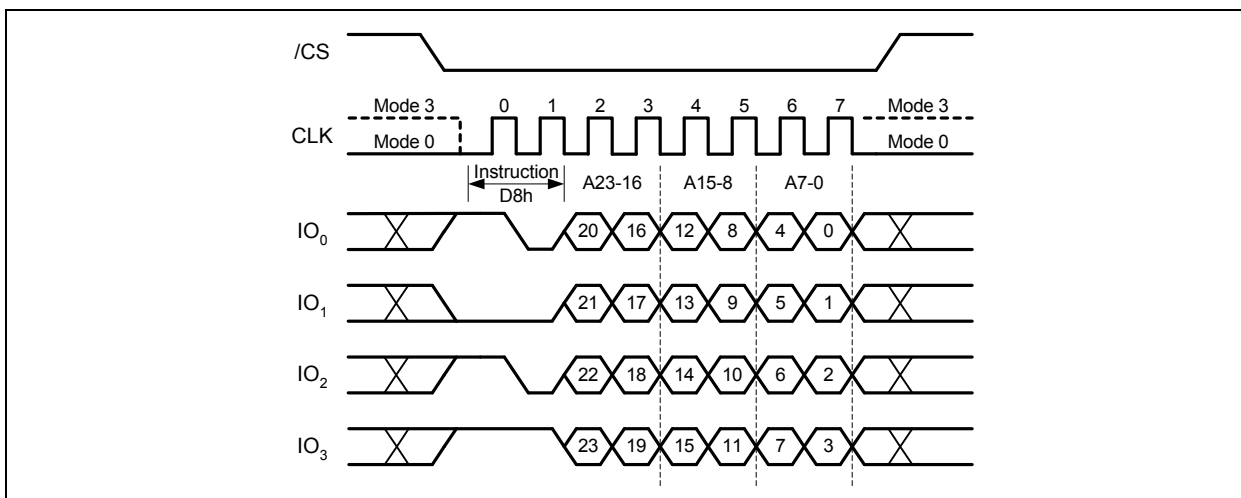 /CS
Mode 3 0 1 2 3 4 5 6 7 Mode 3
CLK
Mode 0 Mode 0
Instruction A23-16 A15-8 A7-0
D8h
IO0 20 16 12 8 4 0
IO1 21 17 13 9 5 1
IO2 22 18 14 10 6 2
IO3 23 19 15 11 7 3